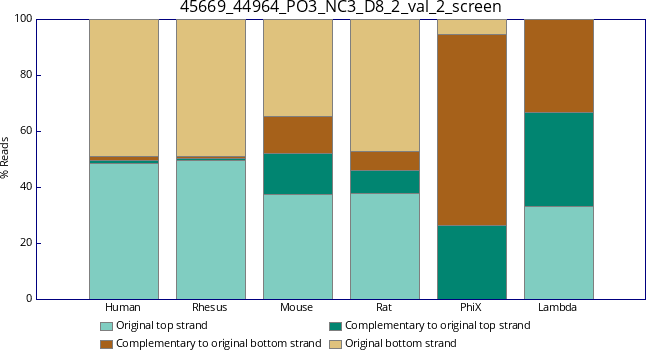 45669_44964_PO3_NC3_D8_2_val_2_screen
100
80
60
40
20
0
% Reads
Human Rhesus Mouse Rat PhiX Lambda
Original top strand Complementary to original top strand
Complementary to original bottom strand Original bottom strand